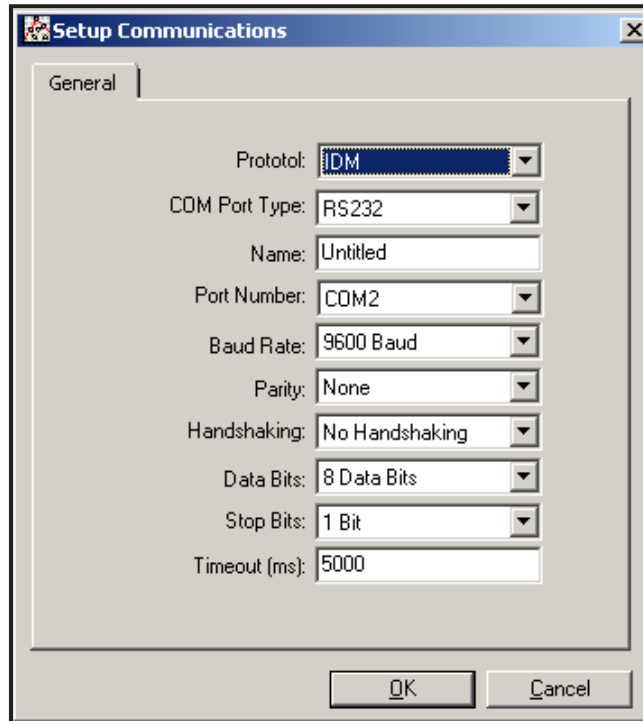 Setup Communications
General
Prototol: IDM
COM Port Type: RS232
Name: Untitled
Port Number: COM2
Baud Rate: 9600 Baud
Parity: None
Handshaking: No Handshaking
Data Bits: 8 Data Bits
Stop Bits: 1 Bit
Timeout (ms): 5000
OK Cancel